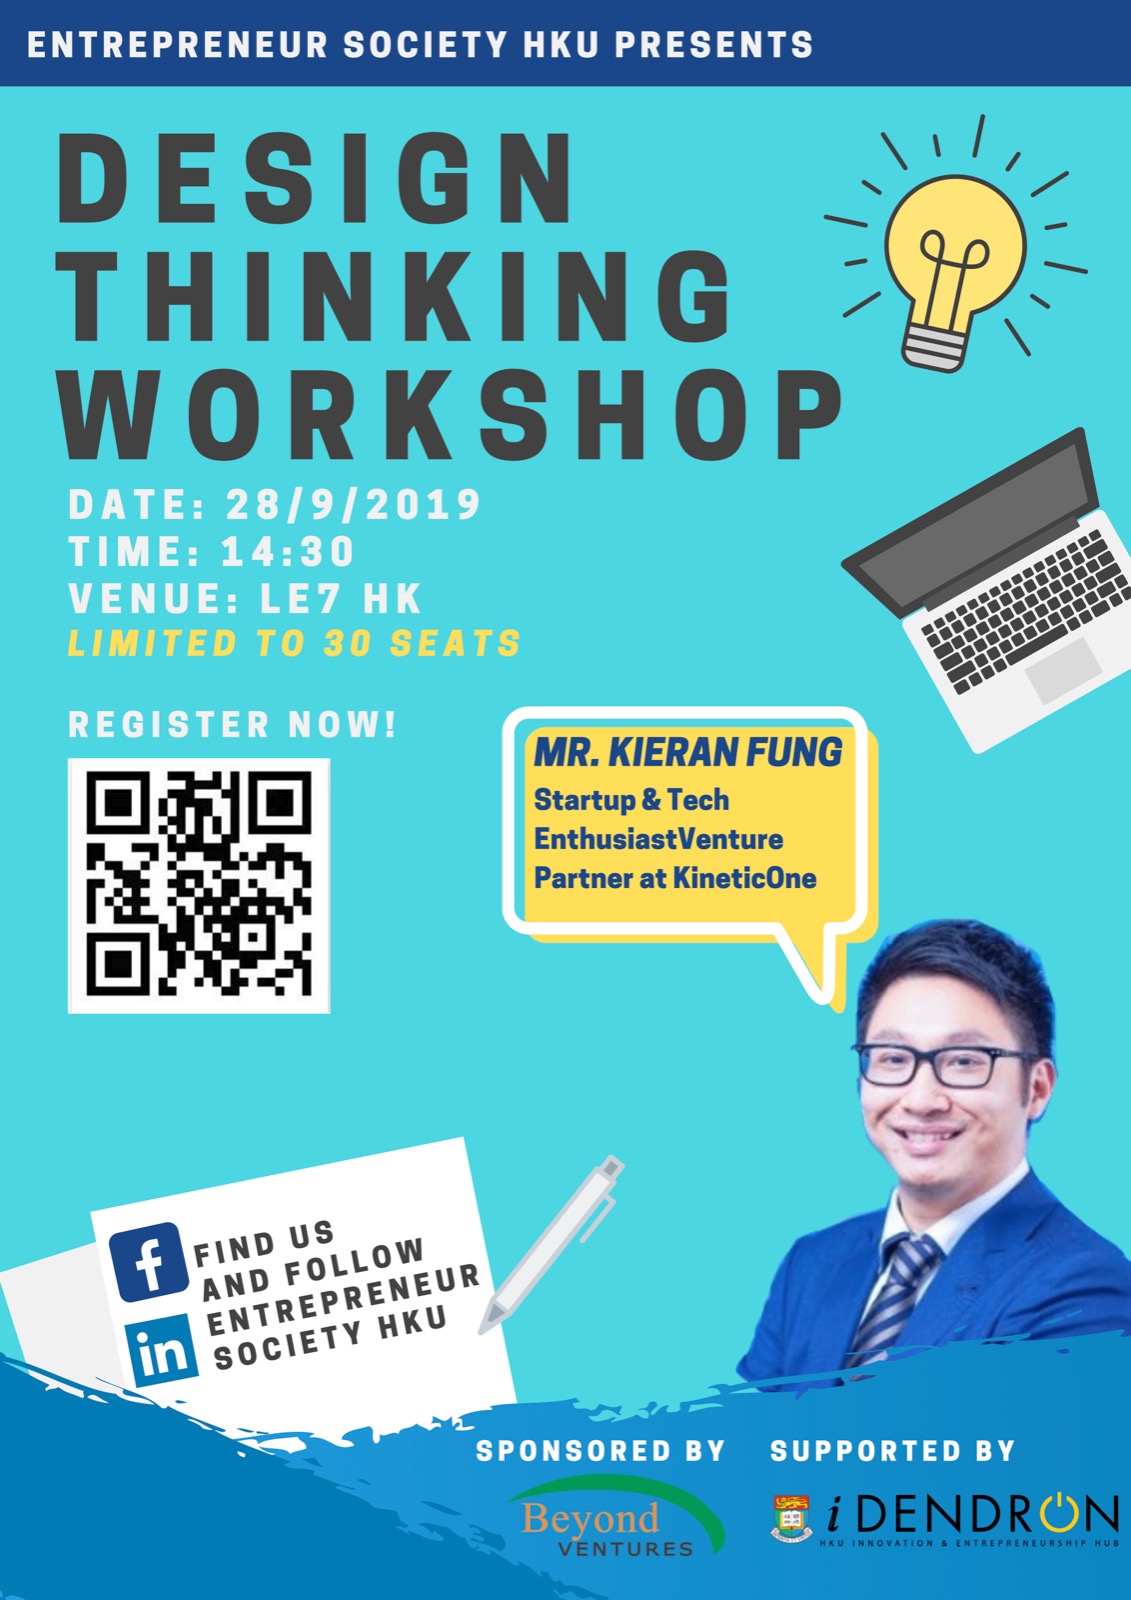 ENTREPRENEUR SOCIETY HKU PRESENTS
DESIGN
THINKING
WORKSHOP
DATE: 28/9/2019
TIME: 14:30
VENUE: LE7 HK
LIMITED TO 30 SEATS
REGISTER NOW!
MR. KIERAN FUNG
Startup & Tech
EnthusiastVenture
Partner at KineticOne
f
in
FIND US
AND FOLLOW
ENTREPRENEUR
SOCIETY HKU
SPONSORED BY
Beyond
VENTURES
SUPPORTED BY
iDENDRON
HKU INNOVATION & ENTREPRENEURSHIP HUB